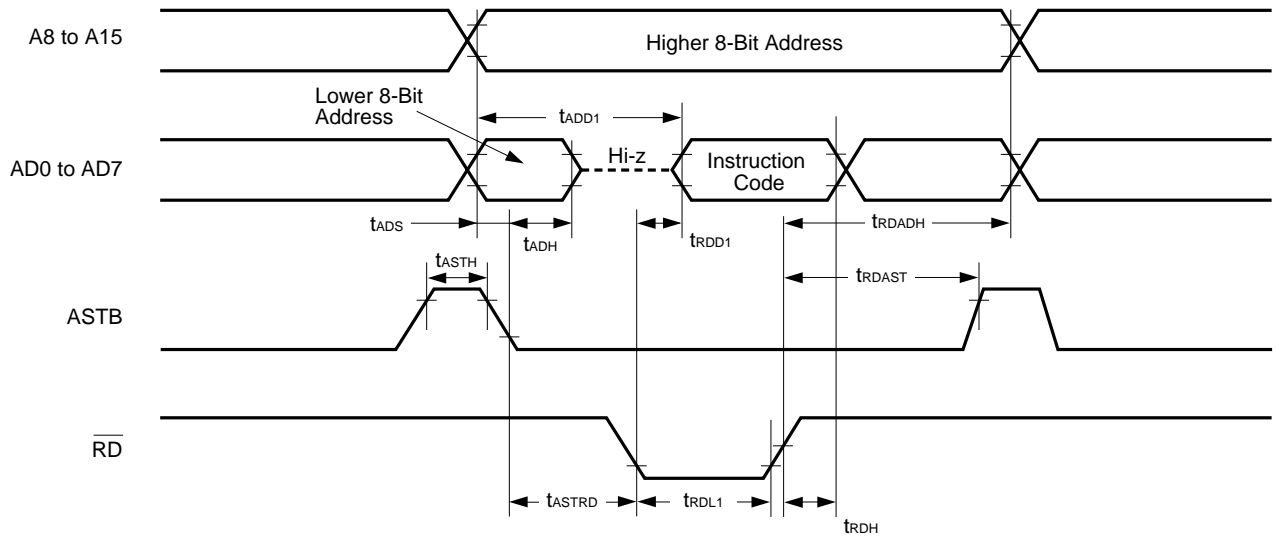 A8 to A15
Higher 8-Bit Address
Lower 8-Bit
Address
tADD1
AD0 to AD7
Hi-z
Instruction
Code
tADS
tADH
tRDD1
tRDADH
tASTH
tRDAST
ASTB
RD
tASTRD
tRDL1
tRDH